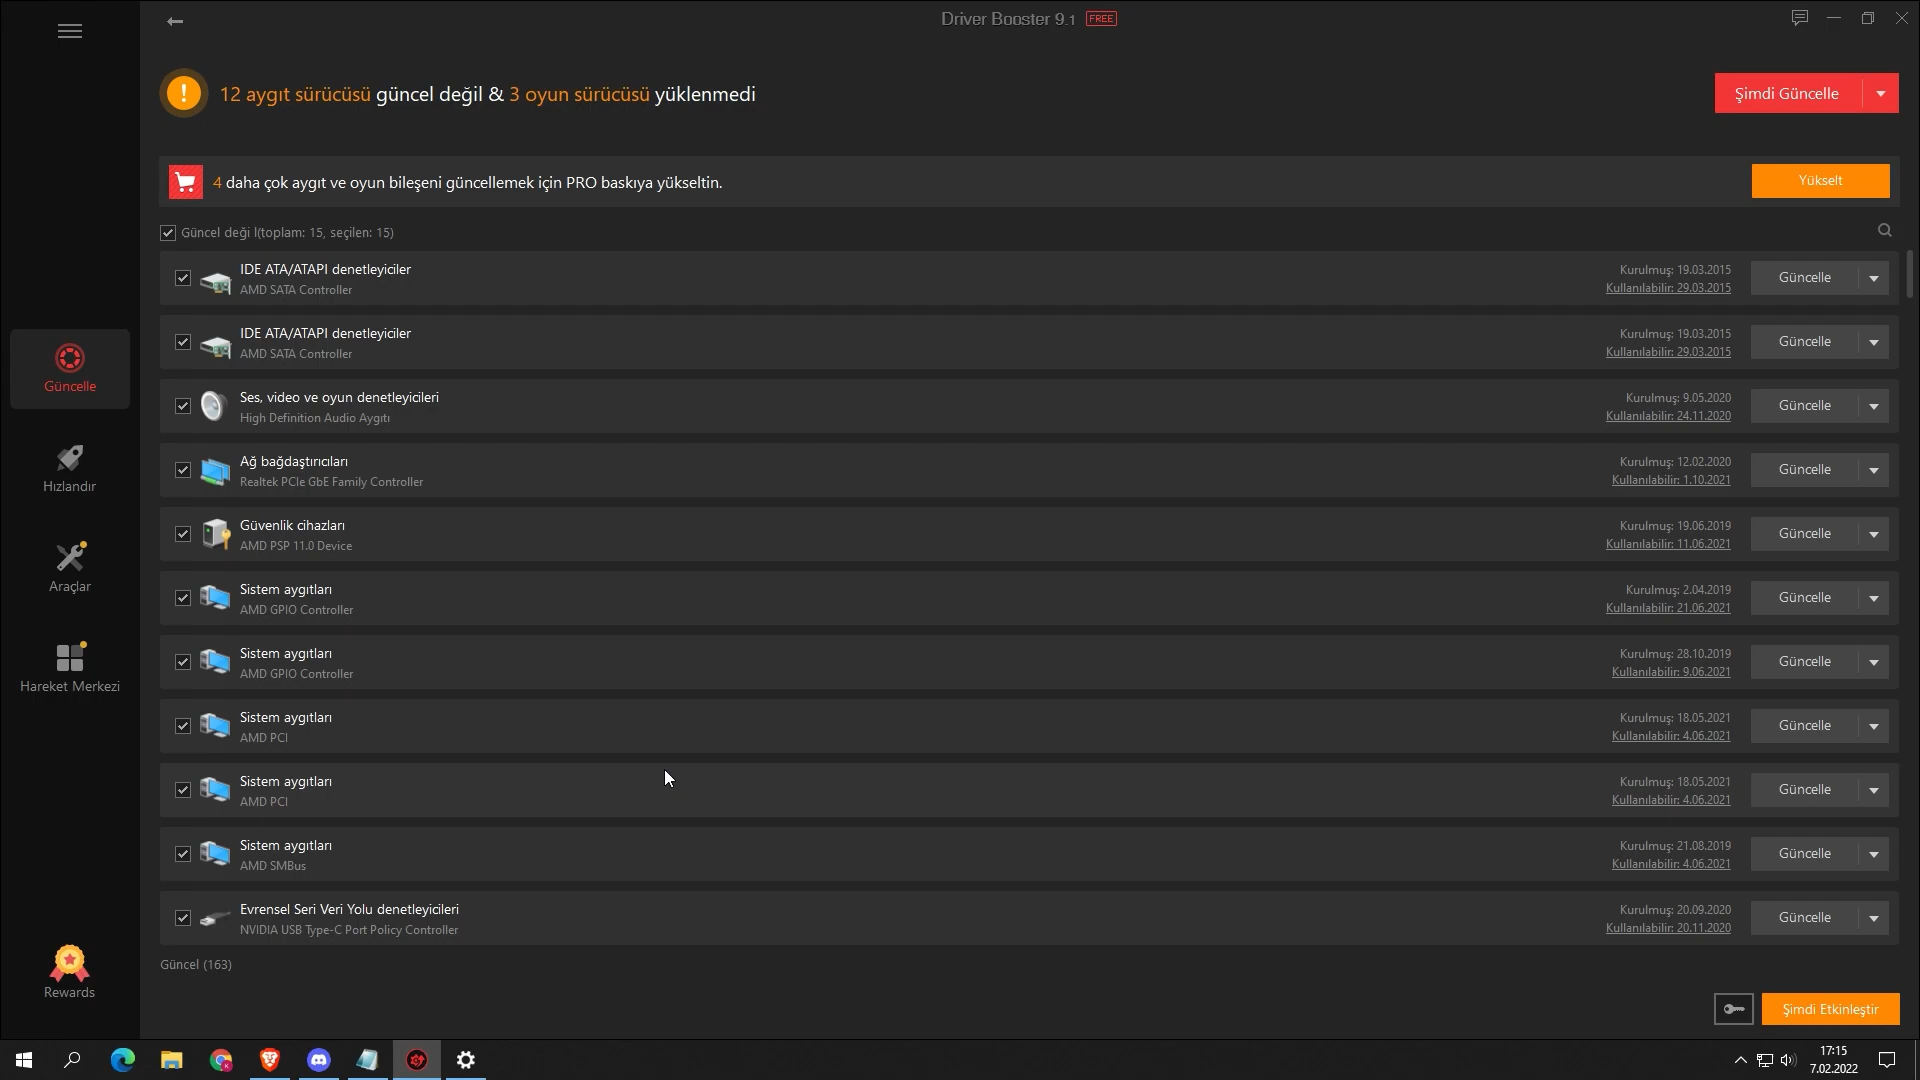 Driver Booster 9.1 FREE
12 aygıt sürücüsü güncel değil & 3 oyun sürücüsü yüklenmedi
Şimdi Güncelle
4 daha çok aygıt ve oyun bileşeni güncellemek için PRO baskıya yükseltin.
Yükselt
Güncel deği l(toplam: 15, seçilen: 15)
IDE ATA/ATAPI denetleyiciler
AMD SATA Controller
Kurulmuş: 19.03.2015
Kullanılabilir: 29.03.2015
Güncelle
IDE ATA/ATAPI denetleyiciler
AMD SATA Controller
Kurulmuş: 19.03.2015
Kullanılabilir: 29.03.2015
Güncelle
Ses, video ve oyun denetleyicileri
High Definition Audio Aygıtı
Kurulmuş: 9.05.2020
Kullanılabilir: 24.11.2020
Güncelle
Ağ bağdaştırıcıları
Realtek PCIe GbE Family Controller
Kurulmuş: 12.02.2020
Kullanılabilir: 1.10.2021
Güncelle
Güvenlik cihazları
AMD PSP 11.0 Device
Kurulmuş: 19.06.2019
Kullanılabilir: 11.06.2021
Güncelle
Sistem aygıtları
AMD GPIO Controller
Kurulmuş: 2.04.2019
Kullanılabilir: 21.06.2021
Güncelle
Sistem aygıtları
AMD GPIO Controller
Kurulmuş: 28.10.2019
Kullanılabilir: 9.06.2021
Güncelle
Sistem aygıtları
AMD PCI
Kurulmuş: 18.05.2021
Kullanılabilir: 4.06.2021
Güncelle
Sistem aygıtları
AMD PCI
Kurulmuş: 18.05.2021
Kullanılabilir: 4.06.2021
Güncelle
Sistem aygıtları
AMD SMBus
Kurulmuş: 21.08.2019
Kullanılabilir: 4.06.2021
Güncelle
Evrensel Seri Veri Yolu denetleyicileri
NVIDIA USB Type-C Port Policy Controller
Kurulmuş: 20.09.2020
Kullanılabilir: 20.11.2020
Güncelle
Güncel (163)
Şimdi Etkinleştir
Güncelle
Hızlandır
Araçlar
Hareket Merkezi
Rewards
17:15
7.02.2022